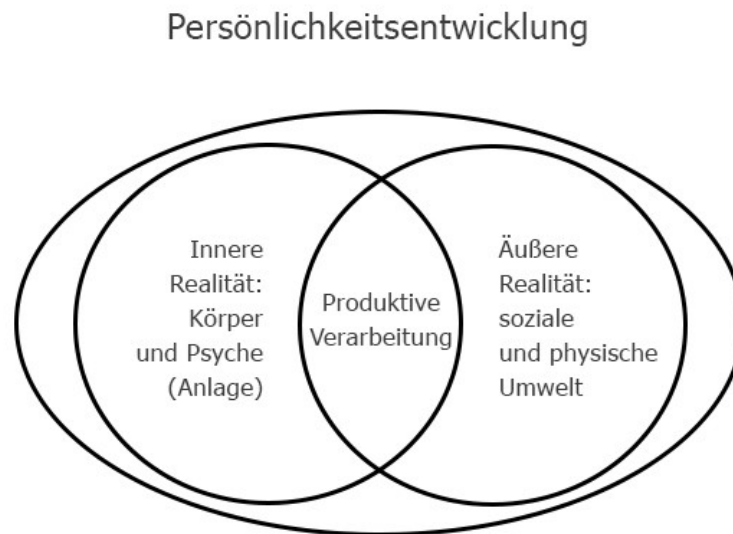 Persönlichkeitsentwicklung
Innere
Realität:
Körper
und Psyche
(Anlage)
Produktive
Verarbeitung
Äußere
Realität:
soziale
und physische
Umwelt